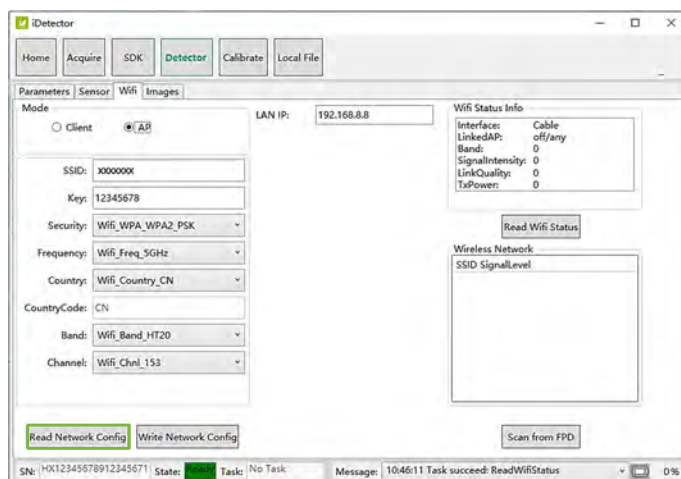 iDetector
Home Acquire SDK Detector Calibrate Local File
Parameters Sensor Wifi Images
Mode
Client AP
LAN IP: 192.168.8.8
SSID: xxxxxxx
Key: 12345678
Security: Wifi_WPA_WPA2_PSK
Frequency: Wifi_Freq_5GHz
Country: Wifi_Country_CN
CountryCode: CN
Band: Wifi_Band_HT20
Channel: Wifi_Chnl_153
Wifi Status Info
Interface: Cable
LinkedAP: off/any
Band: 0
SignalIntensity: 0
LinkQuality: 0
TxPower: 0
Read Wifi Status
Wireless Network
SSID SignalLevel
Read Network Config Write Network Config Scan from FPD
SN: HX12345678912345671 State: Ready Task: No Task Message: 10:46:11 Task succeed: ReadWifiStatus 0%